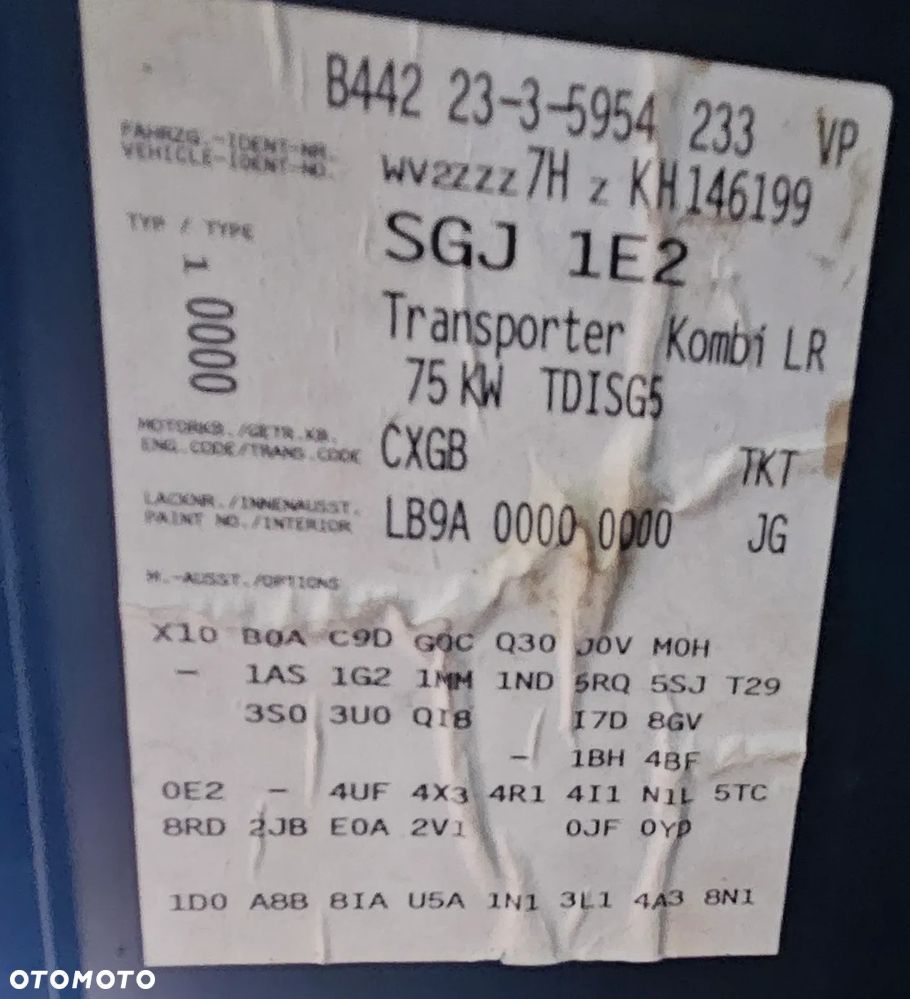 B442 23-3-5954 233 VP
FAHRZG.-IDENT-NR.
VEHICLE-IDENT-NO. WV2ZZZ7H Z KH146199
TYP / TYPE SGJ 1E2
1 0000
Transporter Kombi LR
75 KW TDISG5
MOTORKB./GETR.KB.
ENG.CODE/TRANS.CODE CXGB TKT
LACKNR./INNENAUSST.
PAINT NO./INTERIOR LB9A 0000 0000 JG
M.-AUSST./OPTIONS
X10 B0A C9D G0C Q30 J0V M0H
- 1AS 1G2 1MM 1ND 5RQ 5SJ T29
3S0 3U0 QI8 I7D 8GV
- 1BH 4BF
0E2 - 4UF 4X3 4R1 4I1 N1L 5TC
8RD 2JB E0A 2V1 0JF 0YP
1D0 A8B 8IA U5A 1N1 3L1 4A3 8N1
OTOMOTO